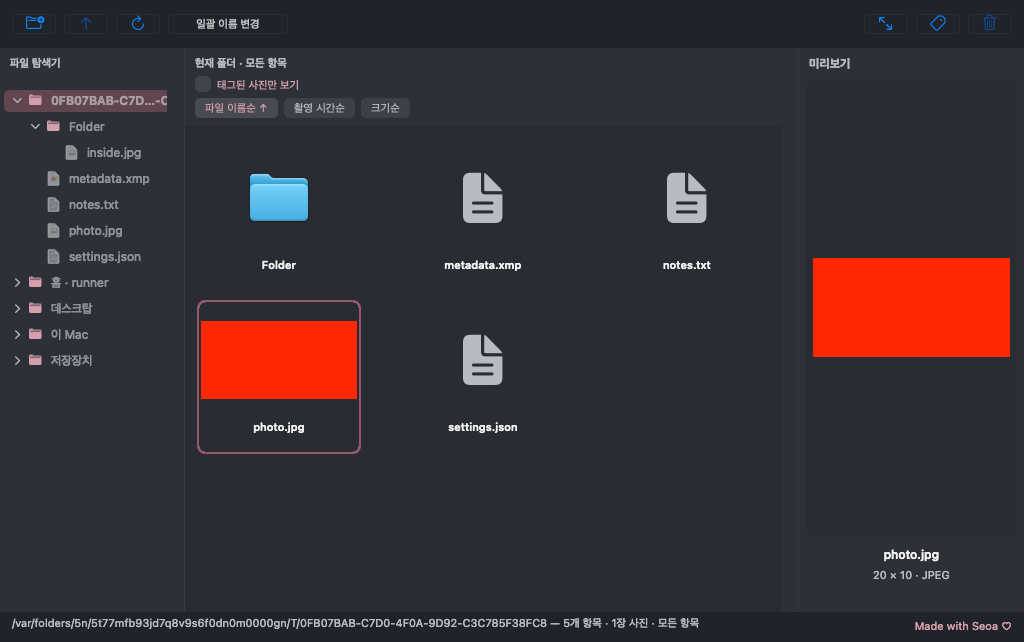 일괄 이름 변경
파일 탐색기
0FB07BAB-C7D...-C
Folder
inside.jpg
metadata.xmp
notes.txt
photo.jpg
settings.json
홈 · runner
데스크탑
이 Mac
저장장치
현재 폴더 · 모든 항목
태그된 사진만 보기
파일 이름순 ↑
촬영 시간순
크기순
Folder
metadata.xmp
notes.txt
photo.jpg
settings.json
미리보기
photo.jpg
20 × 10 · JPEG
/var/folders/5n/5t77mfb93jd7q8v9s6f0dn0m0000gn/T/0FB07BAB-C7D0-4F0A-9D92-C3C785F38FC8 — 5개 항목 · 1장 사진 · 모든 항목
Made with Seoa ♡